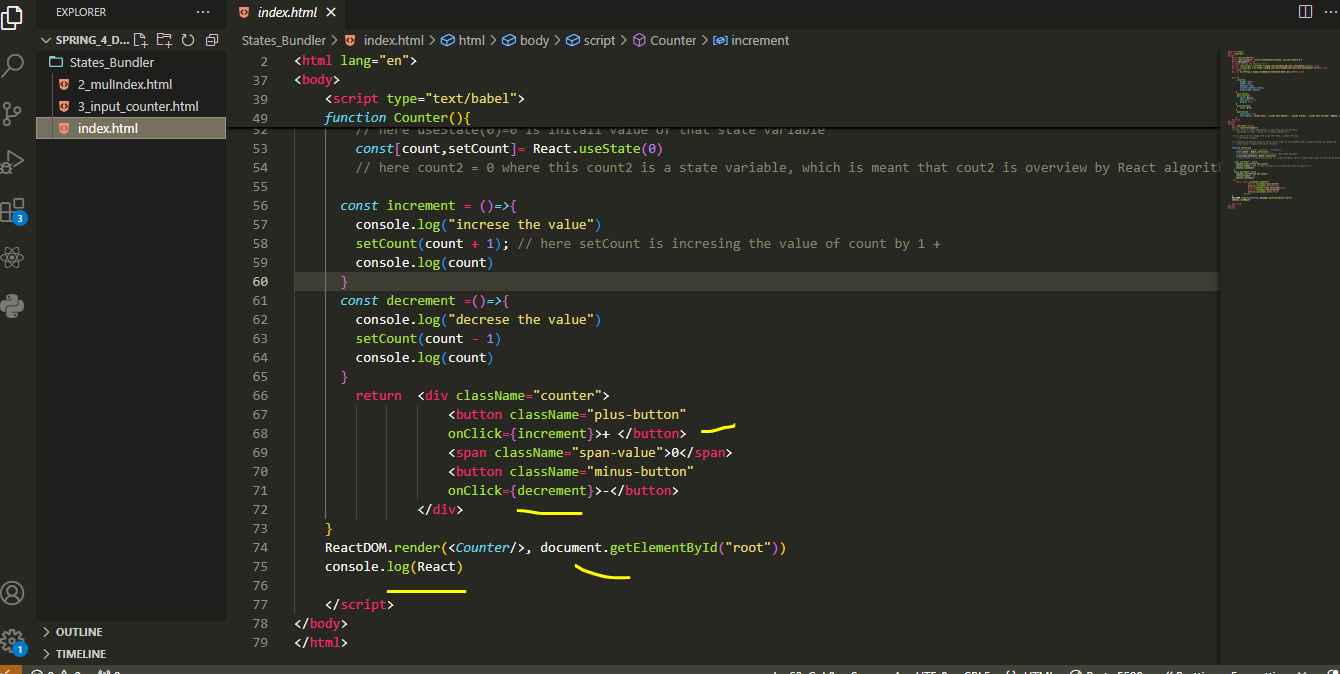 EXPLORER
index.html
SPRING_4_D...
States_Bundler
2_mulIndex.html
3_input_counter.html
index.html
3
1
OUTLINE
TIMELINE
States_Bundler > index.html > html > body > script > Counter > increment
2 <html lang="en">
37 <body>
39 <script type="text/babel">
49 function Counter(){
52 // here useState(0)=0 is initall value of that state variable
53 const[count,setCount]= React.useState(0)
54 // here count2 = 0 where this count2 is a state variable, which is meant that cout2 is overview by React algorit
55
56 const increment = ()=>{
57 console.log("increse the value")
58 setCount(count + 1); // here setCount is incresing the value of count by 1 +
59 console.log(count)
60 }
61 const decrement =()=>{
62 console.log("decrese the value")
63 setCount(count - 1)
64 console.log(count)
65 }
66 return <div className="counter">
67 <button className="plus-button"
68 onClick={increment}>+ </button>
69 <span className="span-value">0</span>
70 <button className="minus-button"
71 onClick={decrement}>-</button>
72 </div>
73 }
74 ReactDOM.render(<Counter/>, document.getElementById("root"))
75 console.log(React)
76
77 </script>
78 </body>
79 </html>